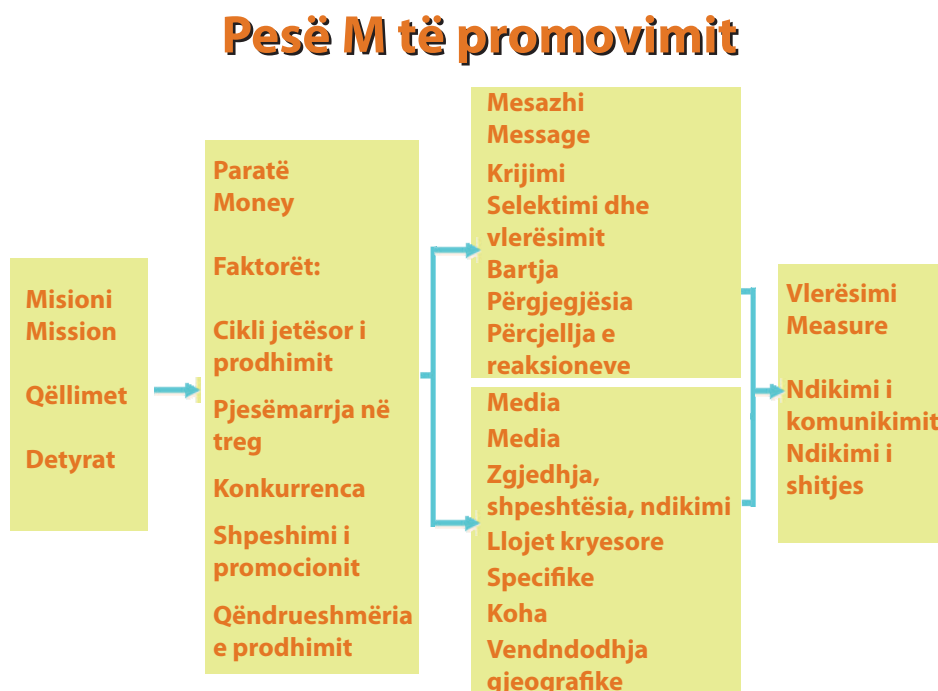 Pesë M të promovimit
Misioni
Mission
Qëllimet
Detyrat
Paratë
Money
Faktorët:
Cikli jetësor i
prodhimit
Pjesëmarrja në
treg
Konkurrenca
Shpeshimi i
promocionit
Qëndrueshmëria
e prodhimit
Mesazhi
Message
Krijimi
Selektimi dhe
vlerësimit
Bartja
Përgjegjësia
Përcjellja e
reaksioneve
Media
Media
Zgjedhja,
shpeshtësia, ndikimi
Llojet kryesore
Specifike
Koha
Vendndodhja
gjeografike
Vlerësimi
Measure
Ndikimi i
komunikimit
Ndikimi i
shitjes